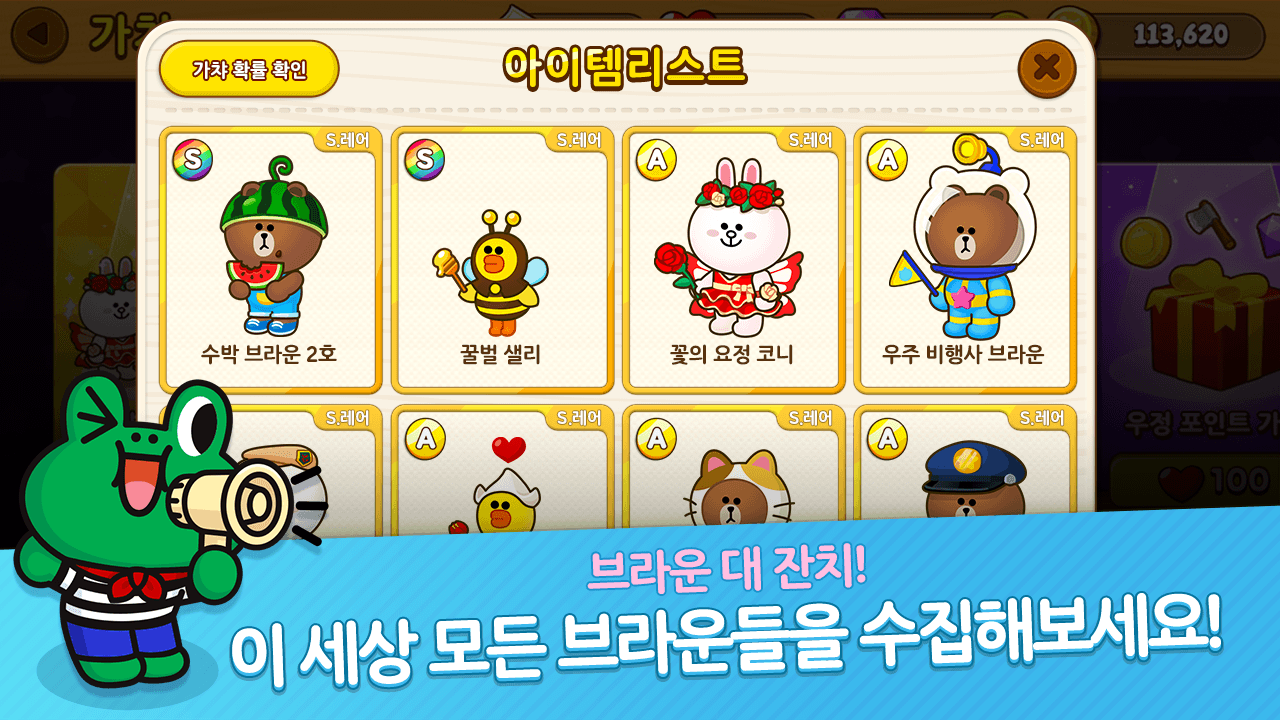 가챠
113,620
가챠 확률 확인
아이템리스트
S.레어
S
S.레어
S
S.레어
A
S.레어
A
수박 브라운 2호
꿀벌 샐리
꽃의 요정 코니
우주 비행사 브라운
S.레어
S.레어
A
S.레어
A
S.레어
A
우정 포인트
100
브라운 대 잔치!
이 세상 모든 브라운들을 수집해보세요!